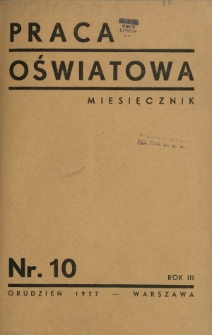 PRACA
OŚWIATOWA
MIESIĘCZNIK
Nr. 10
ROK III
GRUDZIEŃ 1937 — WARSZAWA